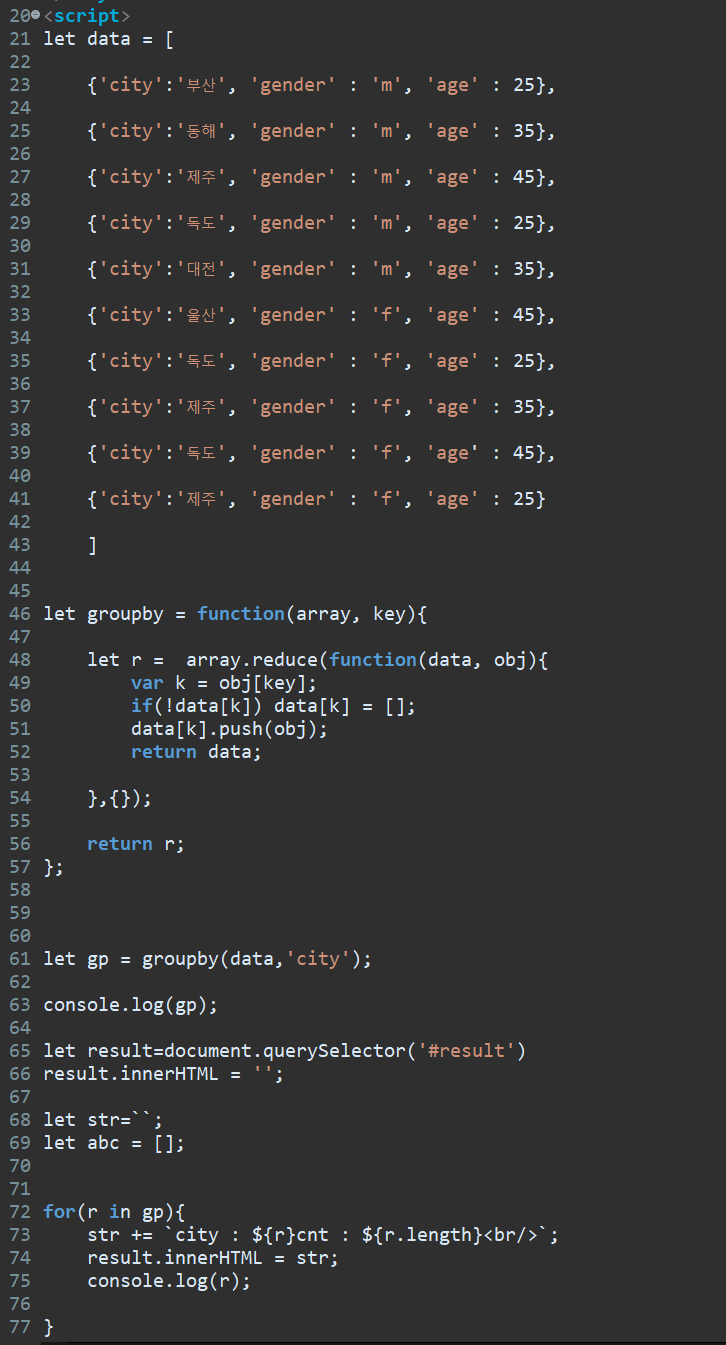 20 <script>
21 let data = [
22
23 {'city':'부산', 'gender' : 'm', 'age' : 25},
24
25 {'city':'동해', 'gender' : 'm', 'age' : 35},
26
27 {'city':'제주', 'gender' : 'm', 'age' : 45},
28
29 {'city':'독도', 'gender' : 'm', 'age' : 25},
30
31 {'city':'대전', 'gender' : 'm', 'age' : 35},
32
33 {'city':'울산', 'gender' : 'f', 'age' : 45},
34
35 {'city':'독도', 'gender' : 'f', 'age' : 25},
36
37 {'city':'제주', 'gender' : 'f', 'age' : 35},
38
39 {'city':'독도', 'gender' : 'f', 'age' : 45},
40
41 {'city':'제주', 'gender' : 'f', 'age' : 25}
42
43 ]
44
45
46 let groupby = function(array, key){
47
48 let r =  array.reduce(function(data, obj){
49 var k = obj[key];
50 if(!data[k]) data[k] = [];
51 data[k].push(obj);
52 return data;
53
54 },{});
55
56 return r;
57 };
58
59
60
61 let gp = groupby(data,'city');
62
63 console.log(gp);
64
65 let result=document.querySelector('#result')
66 result.innerHTML = '';
67
68 let str=``;
69 let abc = [];
70
71
72 for(r in gp){
73 str += `city : ${r}cnt : ${r.length}<br/>`;
74 result.innerHTML = str;
75 console.log(r);
76
77 }